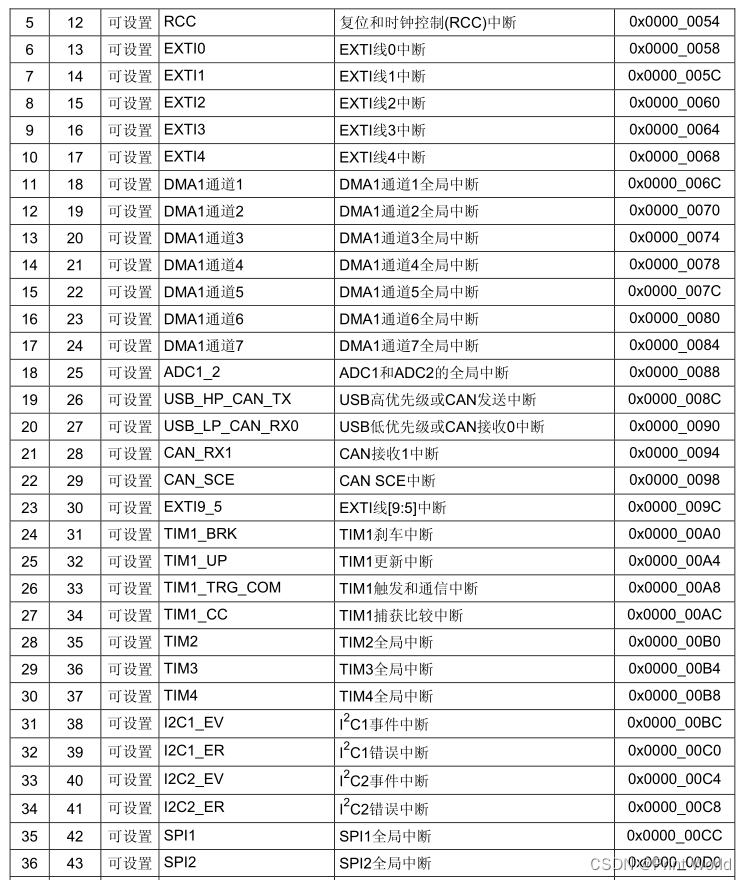 5 12 可设置 RCC 复位和时钟控制(RCC)中断 0x0000_0054
6 13 可设置 EXTI0 EXTI线0中断 0x0000_0058
7 14 可设置 EXTI1 EXTI线1中断 0x0000_005C
8 15 可设置 EXTI2 EXTI线2中断 0x0000_0060
9 16 可设置 EXTI3 EXTI线3中断 0x0000_0064
10 17 可设置 EXTI4 EXTI线4中断 0x0000_0068
11 18 可设置 DMA1通道1 DMA1通道1全局中断 0x0000_006C
12 19 可设置 DMA1通道2 DMA1通道2全局中断 0x0000_0070
13 20 可设置 DMA1通道3 DMA1通道3全局中断 0x0000_0074
14 21 可设置 DMA1通道4 DMA1通道4全局中断 0x0000_0078
15 22 可设置 DMA1通道5 DMA1通道5全局中断 0x0000_007C
16 23 可设置 DMA1通道6 DMA1通道6全局中断 0x0000_0080
17 24 可设置 DMA1通道7 DMA1通道7全局中断 0x0000_0084
18 25 可设置 ADC1_2 ADC1和ADC2的全局中断 0x0000_0088
19 26 可设置 USB_HP_CAN_TX USB高优先级或CAN发送中断 0x0000_008C
20 27 可设置 USB_LP_CAN_RX0 USB低优先级或CAN接收0中断 0x0000_0090
21 28 可设置 CAN_RX1 CAN接收1中断 0x0000_0094
22 29 可设置 CAN_SCE CAN SCE中断 0x0000_0098
23 30 可设置 EXTI9_5 EXTI线[9:5]中断 0x0000_009C
24 31 可设置 TIM1_BRK TIM1刹车中断 0x0000_00A0
25 32 可设置 TIM1_UP TIM1更新中断 0x0000_00A4
26 33 可设置 TIM1_TRG_COM TIM1触发和通信中断 0x0000_00A8
27 34 可设置 TIM1_CC TIM1捕获比较中断 0x0000_00AC
28 35 可设置 TIM2 TIM2全局中断 0x0000_00B0
29 36 可设置 TIM3 TIM3全局中断 0x0000_00B4
30 37 可设置 TIM4 TIM4全局中断 0x0000_00B8
31 38 可设置 I2C1_EV I²C1事件中断 0x0000_00BC
32 39 可设置 I2C1_ER I²C1错误中断 0x0000_00C0
33 40 可设置 I2C2_EV I²C2事件中断 0x0000_00C4
34 41 可设置 I2C2_ER I²C2错误中断 0x0000_00C8
35 42 可设置 SPI1 SPI1全局中断 0x0000_00CC
36 43 可设置 SPI2 SPI2全局中断 0x0000_00D0
CSDN @Print World